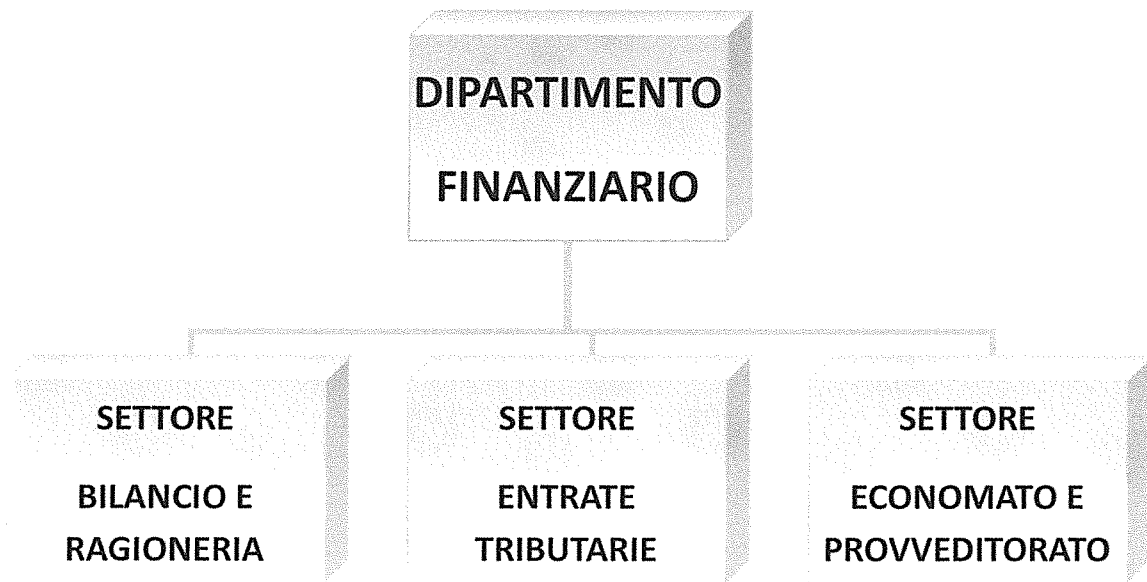 DIPARTIMENTO
FINANZIARIO
SETTORE
BILANCIO E
RAGIONERIA
SETTORE
ENTRATE
TRIBUTARIE
SETTORE
ECONOMATO E
PROVVEDITORATO